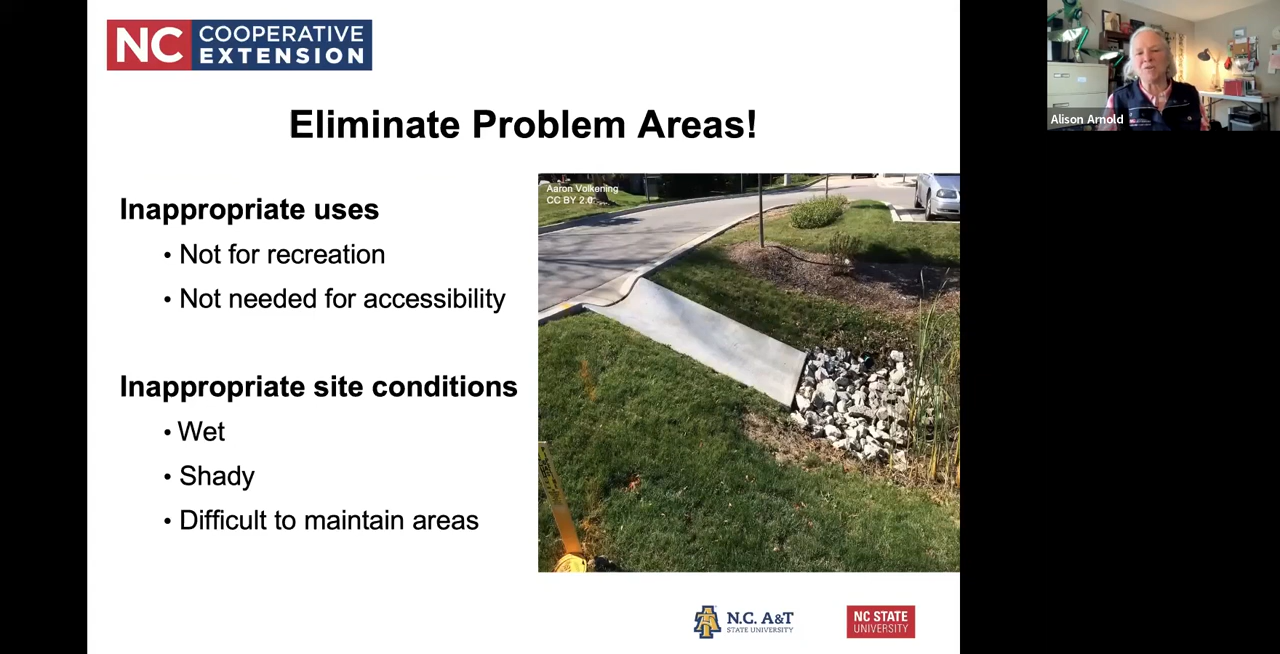 NC COOPERATIVE
EXTENSION
Alison Arnold
Eliminate Problem Areas!
Aaron Volkening
CC BY 2.0
Inappropriate uses
• Not for recreation
• Not needed for accessibility
Inappropriate site conditions
• Wet
• Shady
• Difficult to maintain areas
N.C. A&T
STATE UNIVERSITY
NC STATE
UNIVERSITY